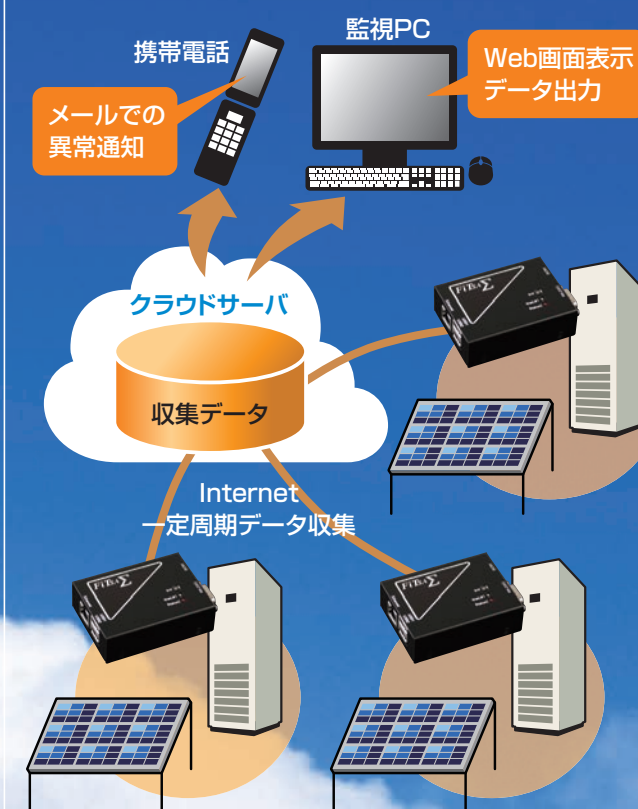 監視PC
携帯電話
Web画面表示
データ出力
メールでの
異常通知
クラウドサーバ
収集データ
Internet
一定周期データ収集